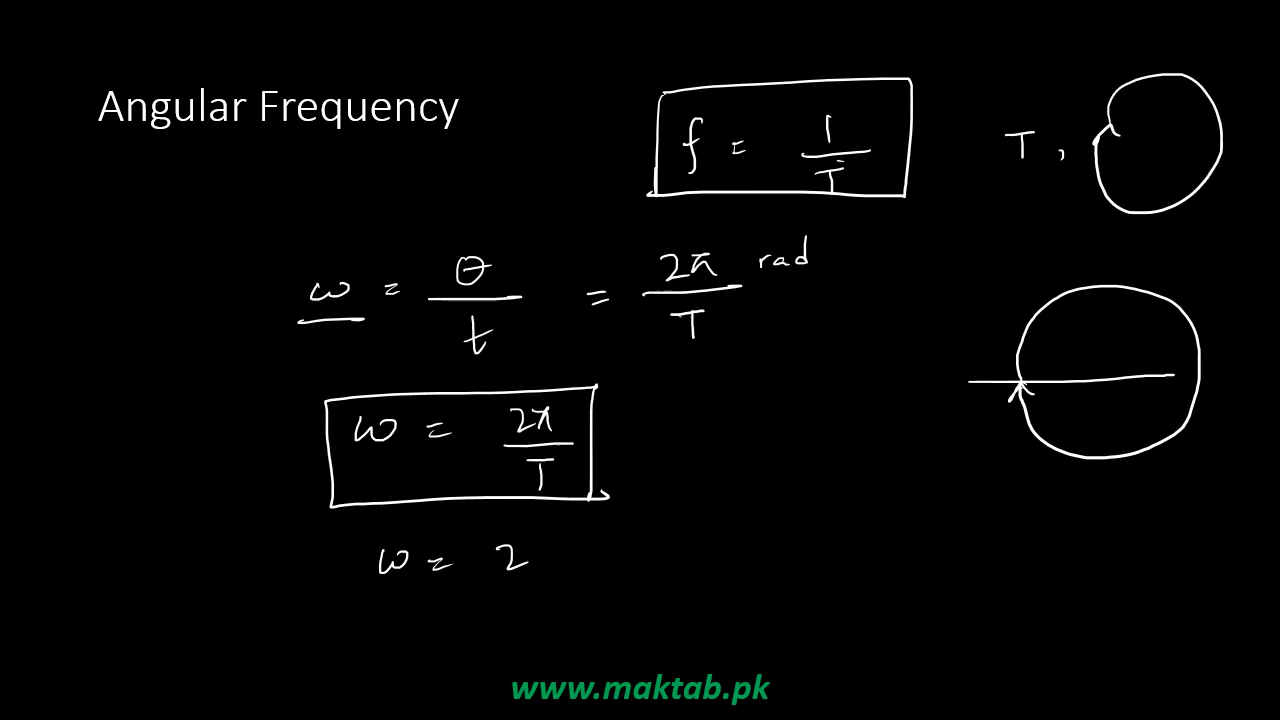 Angular Frequency
f = 1/T
T,
ω = θ/t = 2π/T rad
ω = 2π/T
ω = 2
www.maktab.pk